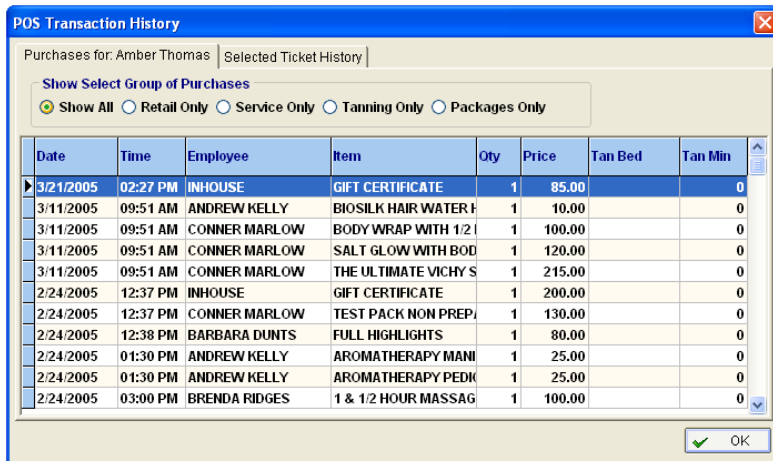 POS Transaction History
Purchases for: Amber Thomas Selected Ticket History
Show Select Group of Purchases
Show All Retail Only Service Only Tanning Only Packages Only
Date Time Employee Item Qty Price Tan Bed Tan Min
3/21/2005 02:27 PM INHOUSE GIFT CERTIFICATE 1 85.00 0
3/11/2005 09:51 AM ANDREW KELLY BIOSILK HAIR WATER H 1 10.00 0
3/11/2005 09:51 AM CONNER MARLOW BODY WRAP WITH 1/2 1 100.00 0
3/11/2005 09:51 AM CONNER MARLOW SALT GLOW WITH BOD 1 120.00 0
3/11/2005 09:51 AM CONNER MARLOW THE ULTIMATE VICHY S 1 215.00 0
2/24/2005 12:37 PM INHOUSE GIFT CERTIFICATE 1 200.00 0
2/24/2005 12:37 PM CONNER MARLOW TEST PACK NON PREPA 1 130.00 0
2/24/2005 12:38 PM BARBARA DUNTS FULL HIGHLIGHTS 1 80.00 0
2/24/2005 01:30 PM ANDREW KELLY AROMATHERAPY MANI 1 25.00 0
2/24/2005 01:30 PM ANDREW KELLY AROMATHERAPY PEDI 1 25.00 0
2/24/2005 03:00 PM BRENDA RIDGES 1 & 1/2 HOUR MASSAG 1 100.00 0
OK